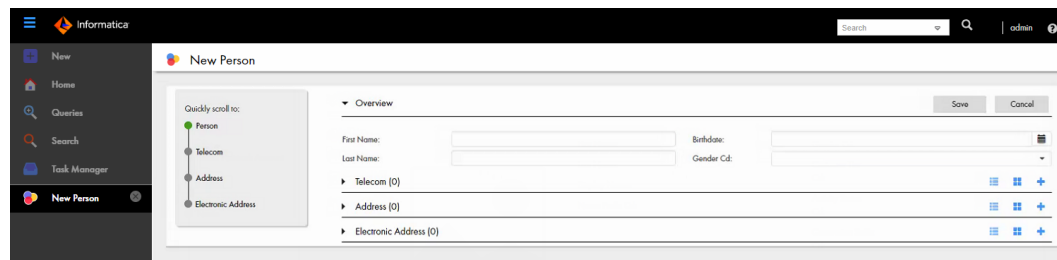 Informatica
Search
admin
New
Home
Queries
Search
Task Manager
New Person
New Person
Quickly scroll to:
Person
Telecom
Address
Electronic Address
Overview
Save
Cancel
First Name:
Birthdate:
Last Name:
Gender Cd:
Telecom (0)
Address (0)
Electronic Address (0)